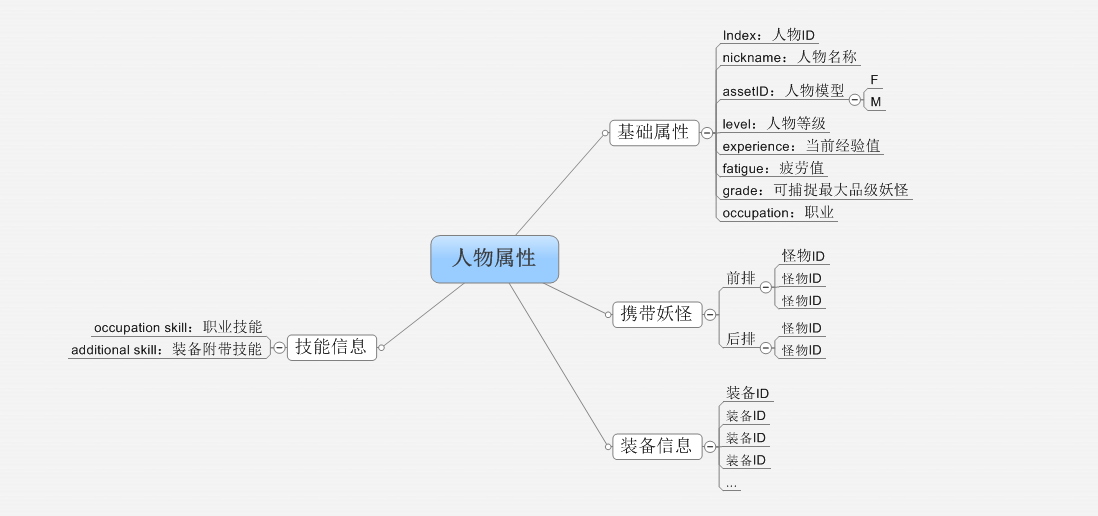 人物属性
基础属性
Index：人物ID
nickname：人物名称
assetID：人物模型
F
M
level：人物等级
experience：当前经验值
fatigue：疲劳值
grade：可捕捉最大品级妖怪
occupation：职业
携带妖怪
前排
怪物ID
怪物ID
怪物ID
后排
怪物ID
怪物ID
装备信息
装备ID
装备ID
装备ID
装备ID
...
技能信息
occupation skill：职业技能
additional skill：装备附带技能